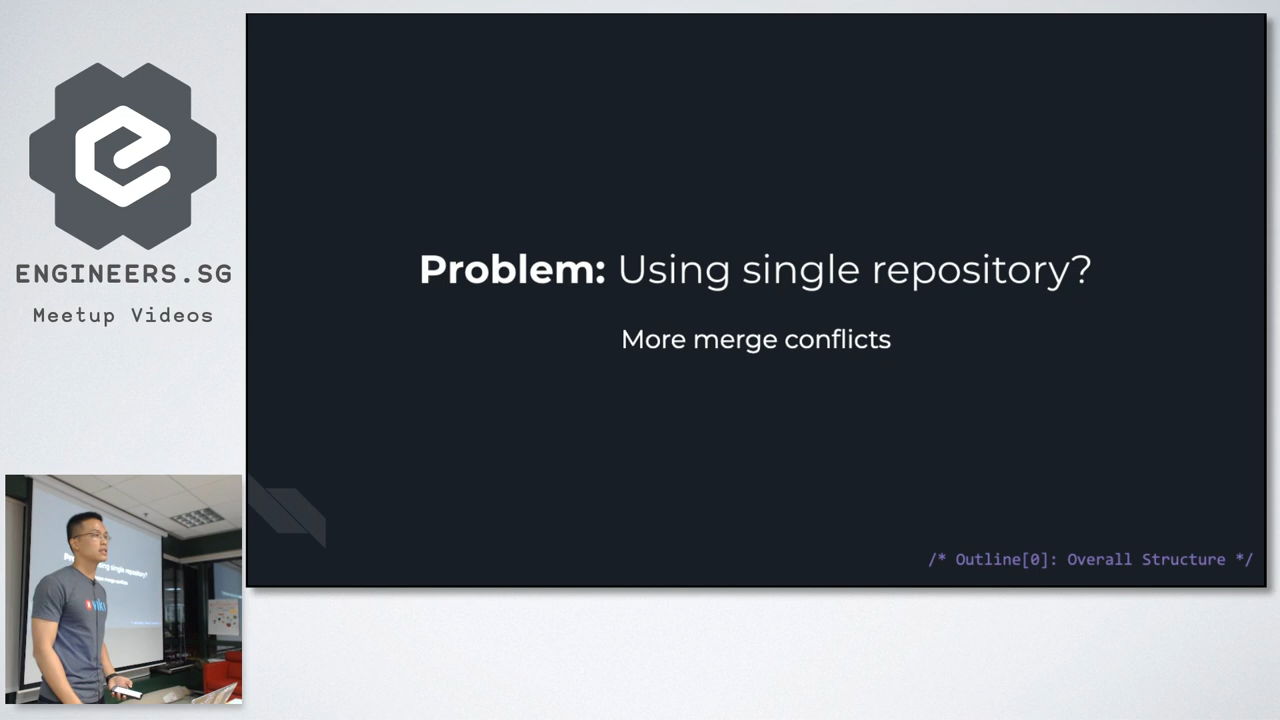 ENGINEERS.SG
Meetup Videos
Problem: Using single repository?
More merge conflicts
/* Outline[0]: Overall Structure */